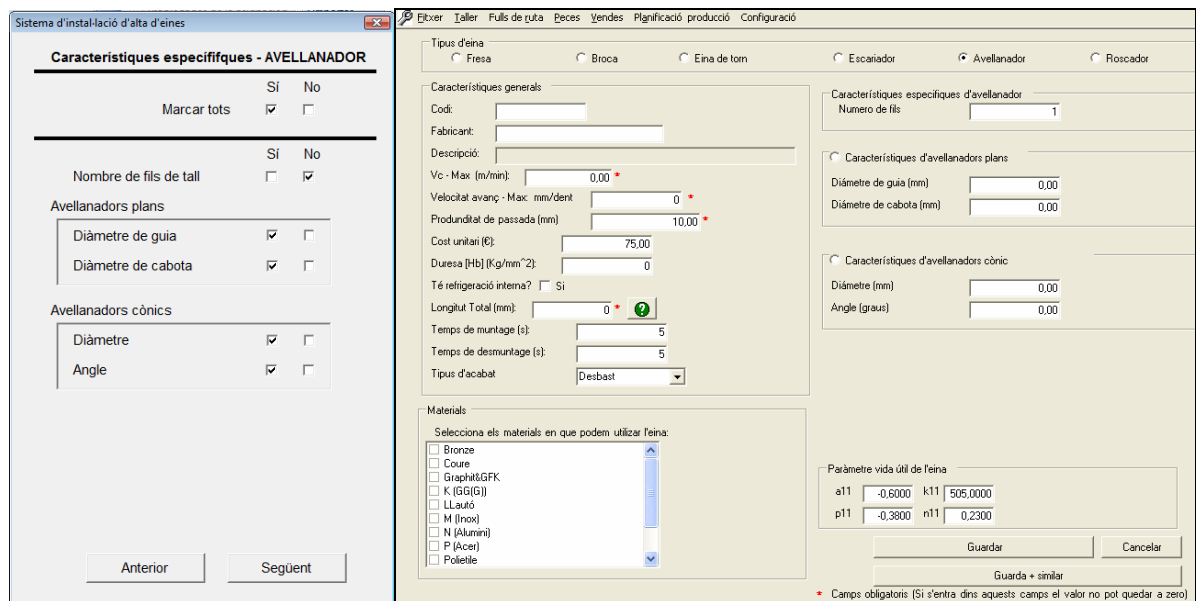 Sistema d'instal·lació d'alta d'eines
Característiques especififques - AVELLANADOR
Sí No
Marcar tots
Sí No
Nombre de fils de tall
Avellanadors plans
Diàmetre de guia
Diàmetre de cabota
Avellanadors cònics
Diàmetre
Angle
Anterior Següent
Fitxer Taller Fulls de ruta Peces Vendes Planificació producció Configuració
Tipus d'eina
Fresa Broca Eina de torn Escariador Avellanador Roscador
Característiques generals
Codi:
Fabricant:
Descripció:
Vc - Max (m/min): 0,00 *
Velocitat avanç - Max: mm/dent 0 *
Produnditat de passada (mm) 10,00 *
Cost unitari (€): 75,00
Duresa [Hb] (Kg/mm^2): 0
Té refrigeració interna? Si
Longitut Total (mm): 0 * ?
Temps de muntage (s): 5
Temps de desmuntage (s): 5
Tipus d'acabat Desbast
Materials
Selecciona els materials en que podem utilizar l'eina:
Bronze
Coure
Graphit&GFK
K (GG(G))
LLautó
M (Inox)
N (Alumini)
P (Acer)
Polietile
Característiques especifiques d'avellanador
Numero de fils 1
Característiques d'avellanadors plans
Diámetre de guia (mm) 0,00
Diámetre de cabota (mm) 0,00
Característiques d'avellanadors cònic
Diámetre (mm) 0,00
Angle (graus) 0,00
Paràmetre vida útil de l'eina
a11 -0,6000 k11 505,0000
p11 -0,3800 n11 0,2300
Guardar Cancelar
Guarda + similar
* Camps obligatoris (Si s'entra dins aquests camps el valor no pot quedar a zero)